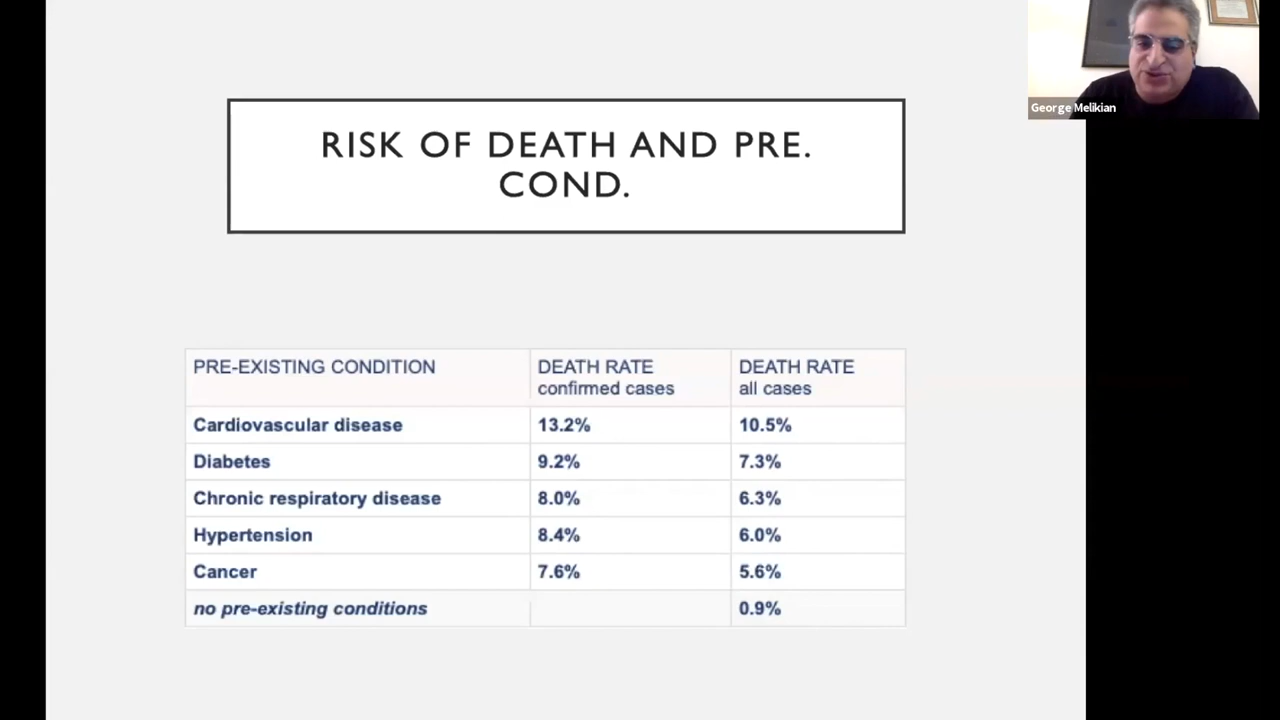 George Melikian
RISK OF DEATH AND PRE.
COND.
PRE-EXISTING CONDITION DEATH RATE confirmed cases DEATH RATE all cases
Cardiovascular disease 13.2% 10.5%
Diabetes 9.2% 7.3%
Chronic respiratory disease 8.0% 6.3%
Hypertension 8.4% 6.0%
Cancer 7.6% 5.6%
no pre-existing conditions 0.9%